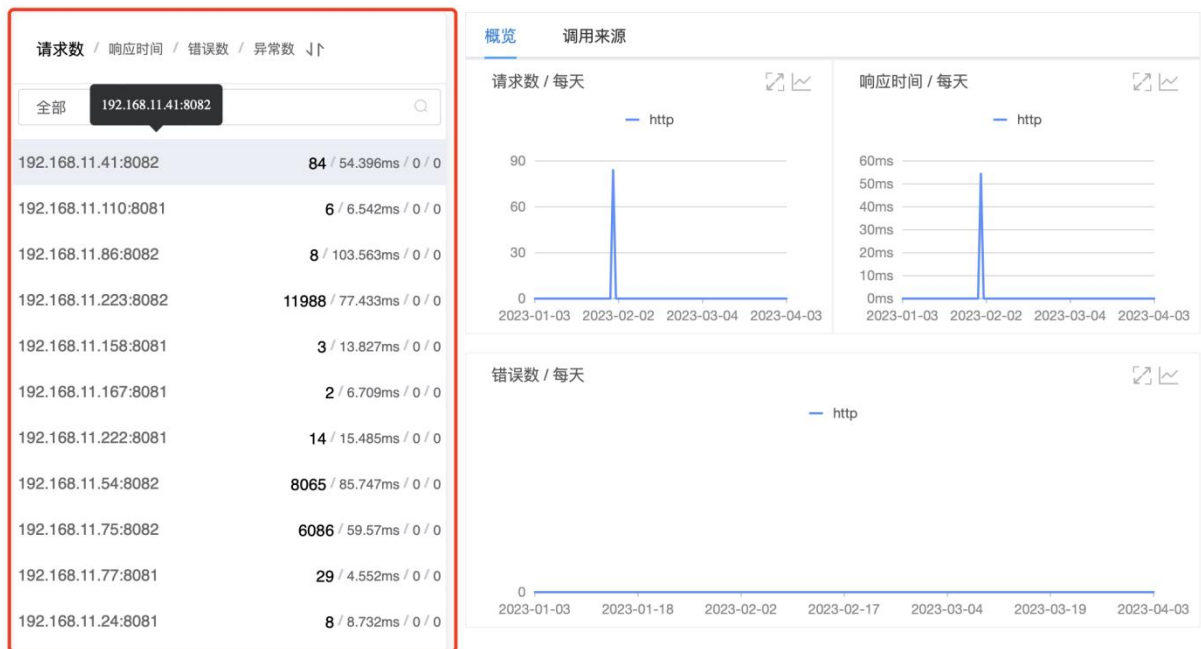 请求数 / 响应时间 / 错误数 / 异常数
全部
192.168.11.41:8082
192.168.11.41:8082 84 / 54.396ms / 0 / 0
192.168.11.110:8081 6 / 6.542ms / 0 / 0
192.168.11.86:8082 8 / 103.563ms / 0 / 0
192.168.11.223:8082 11988 / 77.433ms / 0 / 0
192.168.11.158:8081 3 / 13.827ms / 0 / 0
192.168.11.167:8081 2 / 6.709ms / 0 / 0
192.168.11.222:8081 14 / 15.485ms / 0 / 0
192.168.11.54:8082 8065 / 85.747ms / 0 / 0
192.168.11.75:8082 6086 / 59.57ms / 0 / 0
192.168.11.77:8081 29 / 4.552ms / 0 / 0
192.168.11.24:8081 8 / 8.732ms / 0 / 0
概览 调用来源
请求数 / 每天
http
90
60
30
0
2023-01-03 2023-02-02 2023-03-04 2023-04-03
响应时间 / 每天
http
60ms
50ms
40ms
30ms
20ms
10ms
0ms
2023-01-03 2023-02-02 2023-03-04 2023-04-03
错误数 / 每天
http
0
2023-01-03 2023-01-18 2023-02-02 2023-02-17 2023-03-04 2023-03-19 2023-04-03